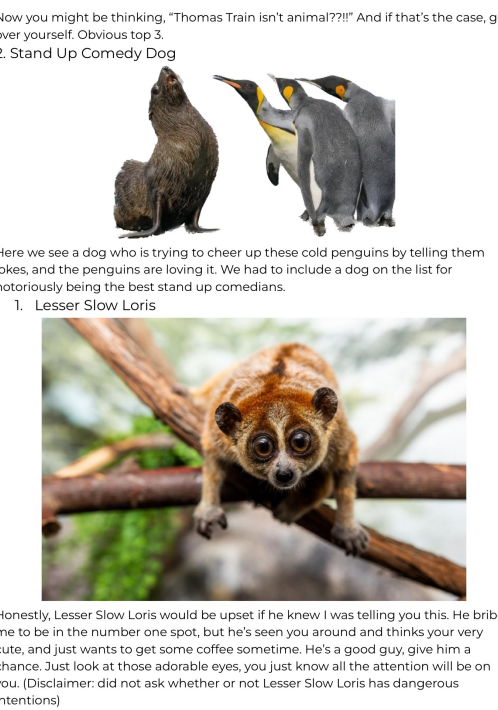 Now you might be thinking, “Thomas Train isn’t animal??!!” And if that’s the case, g
over yourself. Obvious top 3.
2. Stand Up Comedy Dog
Here we see a dog who is trying to cheer up these cold penguins by telling them
jokes, and the penguins are loving it. We had to include a dog on the list for
notoriously being the best stand up comedians.
1. Lesser Slow Loris
Honestly, Lesser Slow Loris would be upset if he knew I was telling you this. He brib
me to be in the number one spot, but he’s seen you around and thinks your very
cute, and just wants to get some coffee sometime. He’s a good guy, give him a
chance. Just look at those adorable eyes, you just know all the attention will be on
you. (Disclaimer: did not ask whether or not Lesser Slow Loris has dangerous
intentions)